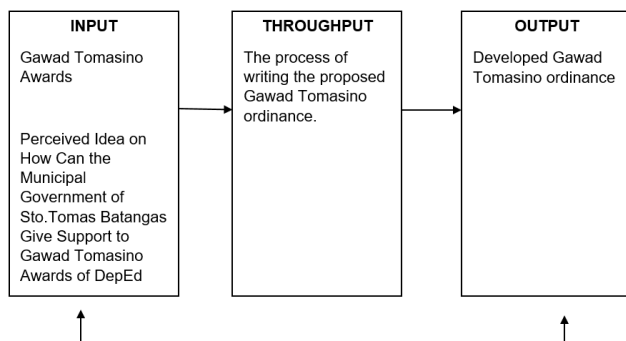 INPUT
Gawad Tomasino
Awards
Perceived Idea on
How Can the
Municipal
Government of
Sto.Tomas Batangas
Give Support to
Gawad Tomasino
Awards of DepEd
THROUGHPUT
The process of
writing the proposed
Gawad Tomasino
ordinance.
OUTPUT
Developed Gawad
Tomasino ordinance